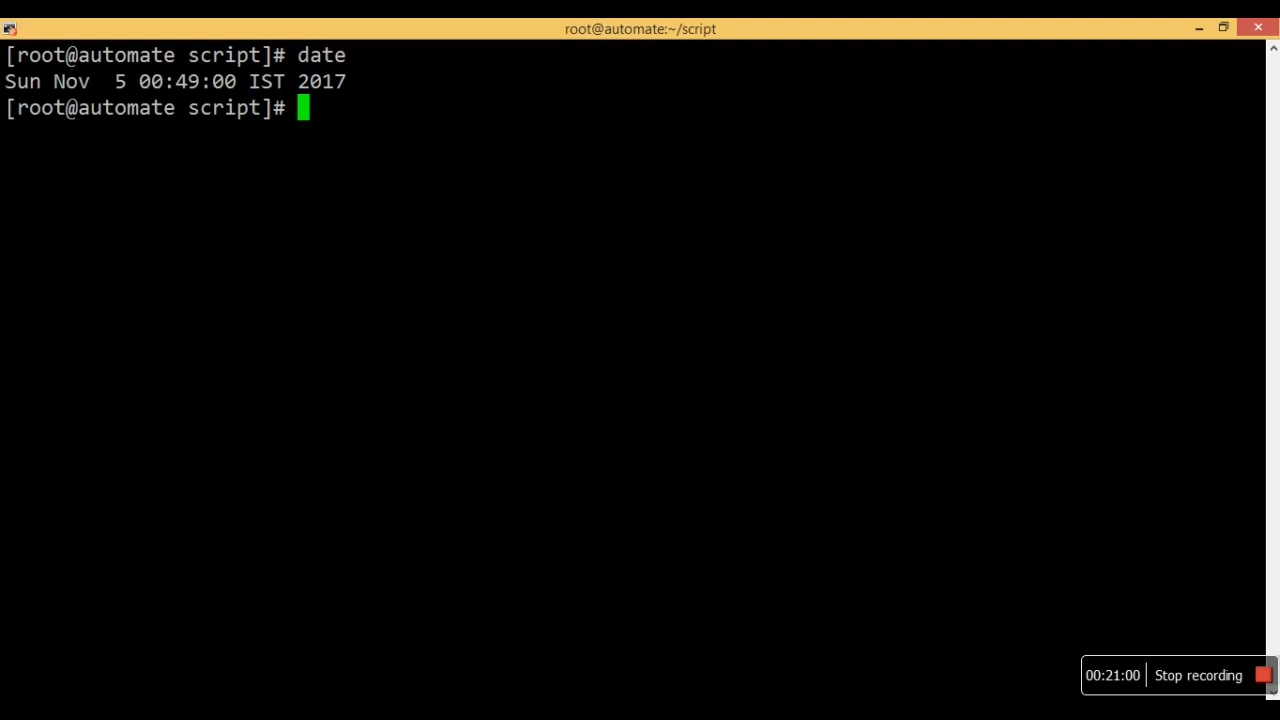 root@automate:~/script
[root@automate script]# date
Sun Nov  5 00:49:00 IST 2017
[root@automate script]#
00:21:00 Stop recording